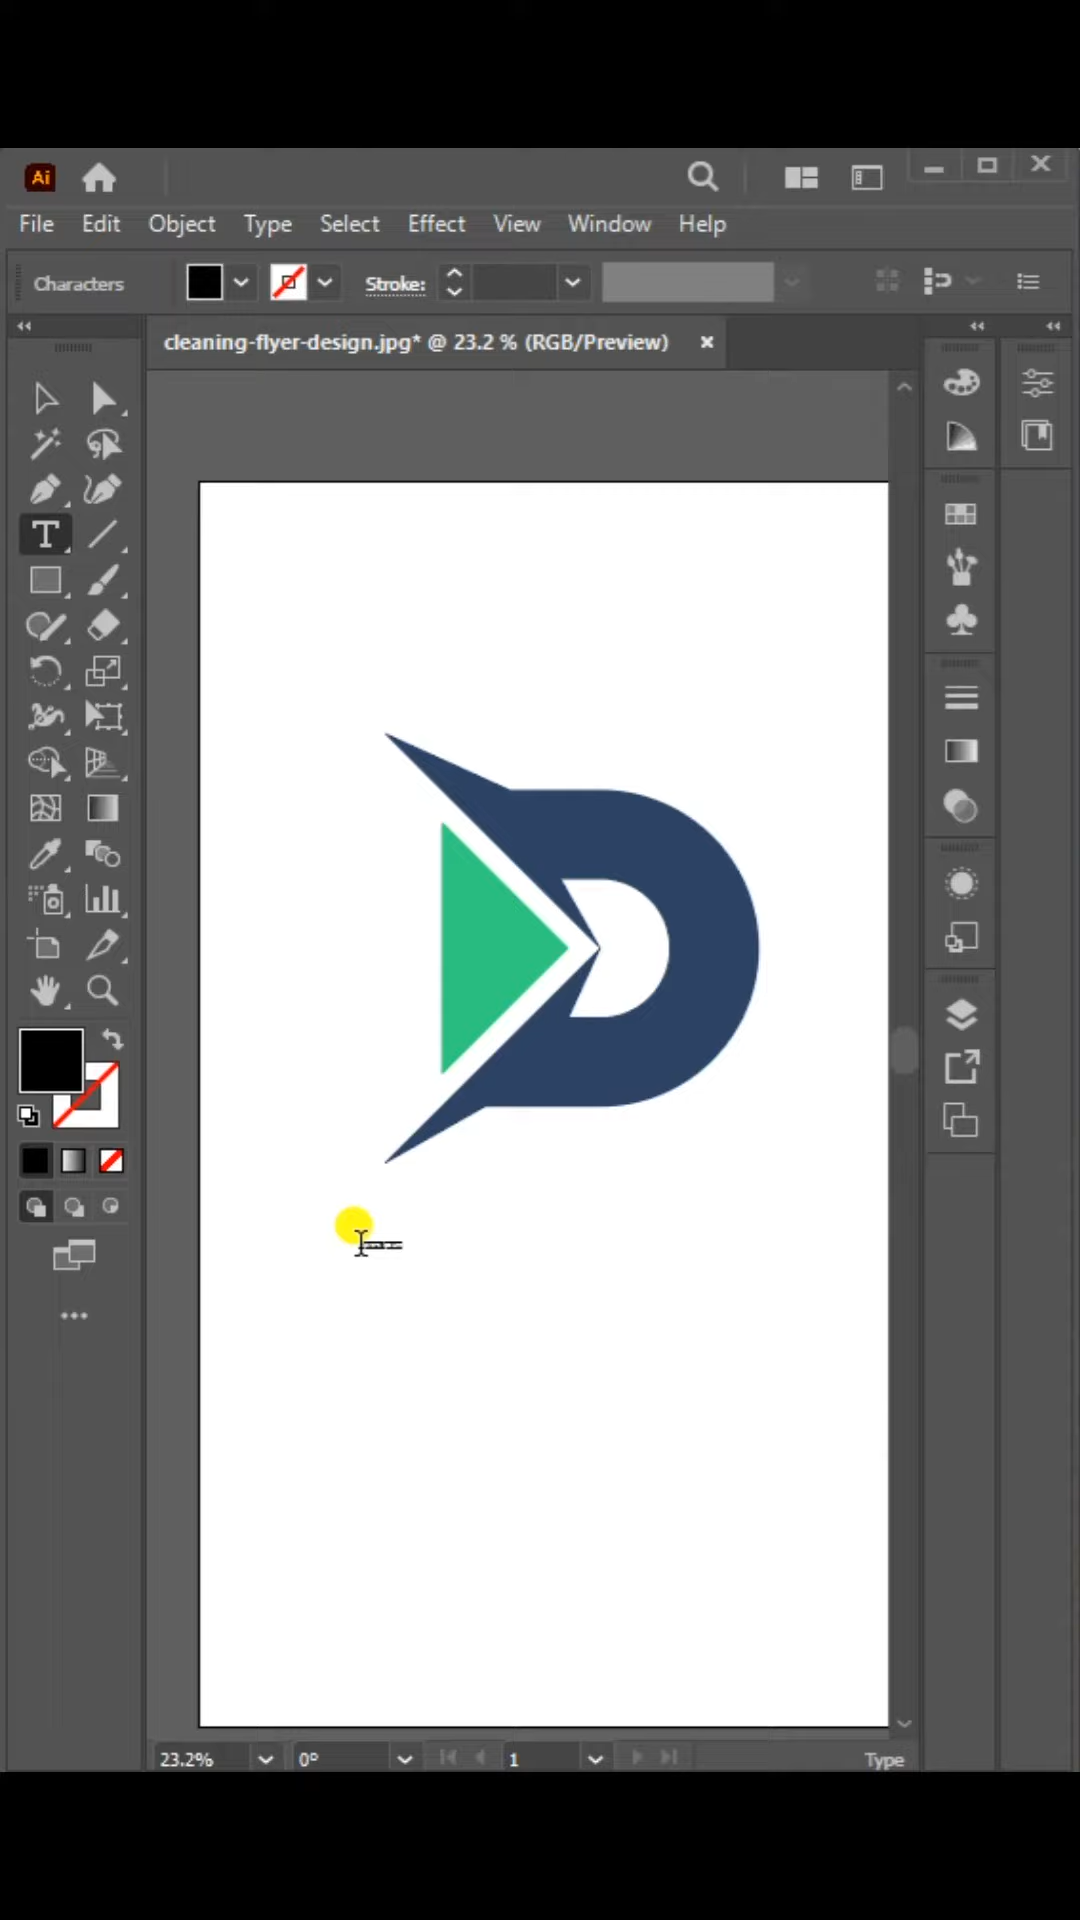 Ai
File Edit Object Type Select Effect View Window Help
Characters Stroke:
cleaning-flyer-design.jpg* @ 23.2 % (RGB/Preview) ×
T
23.2% 0° 1 Type